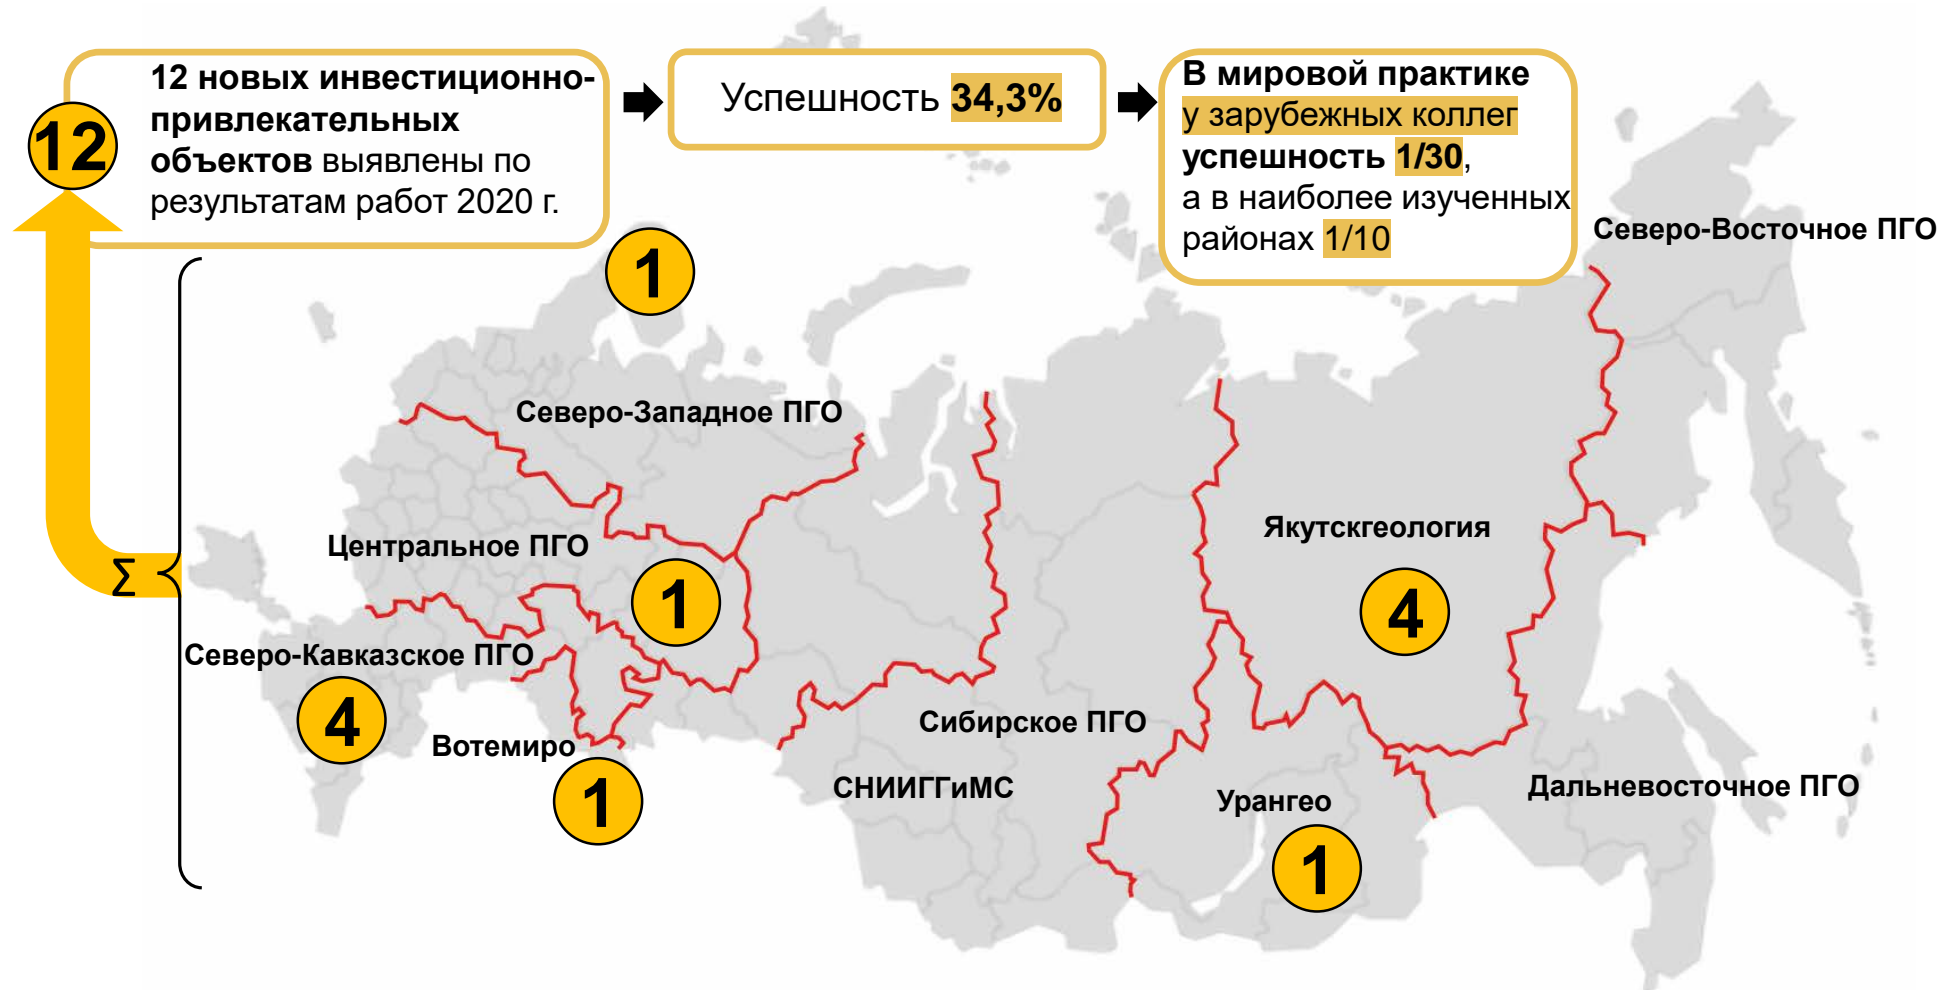 12
12 новых инвестиционно-
привлекательных
объектов выявлены по
результатам работ 2020 г.
Успешность 34,3%
В мировой практике
у зарубежных коллег
успешность 1/30,
а в наиболее изученных
районах 1/10
Северо-Восточное ПГО
1
Северо-Западное ПГО
Якутскгеология
4
Центральное ПГО
1
Σ
Северо-Кавказское ПГО
4
Вотемиро
1
Сибирское ПГО
СНИИГГиМС
Урангео
1
Дальневосточное ПГО